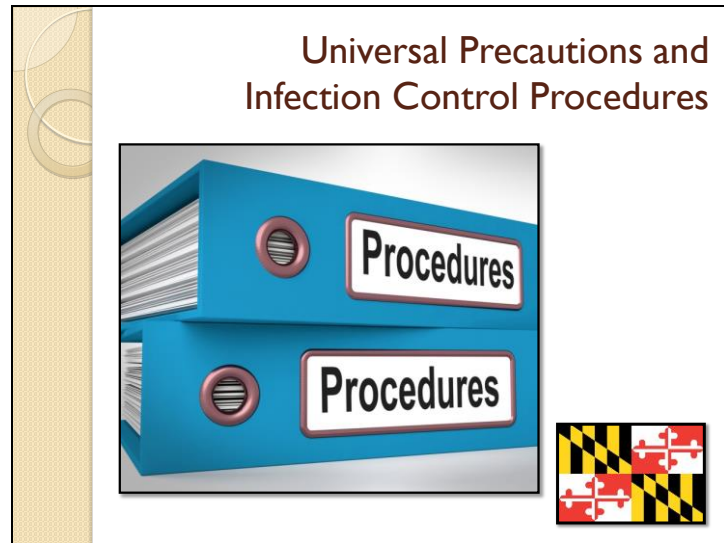 Universal Precautions and
Infection Control Procedures
Procedures
Procedures